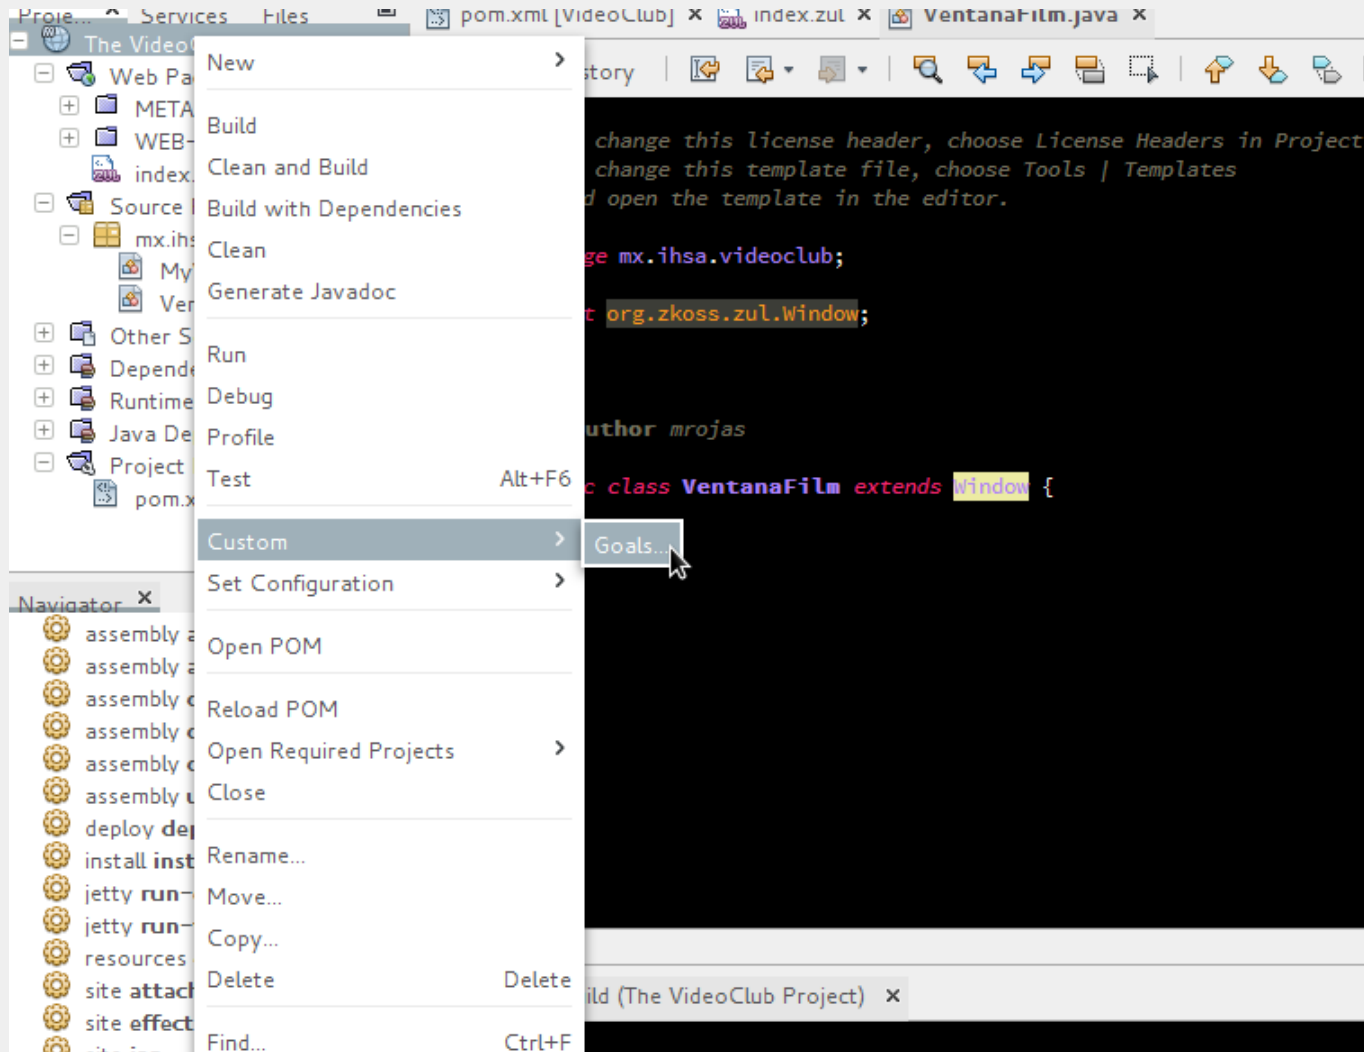 Services Files
pom.xml [VideoClub] index.zul VentanaFilm.java
The Video
Web Pa
META
WEB-
index.
Source
mx.ihs
My
Ver
Other S
Depende
Runtime
Java De
Project
pom.x
Navigator
assembly
assembly
assembly
assembly
assembly
assembly
deploy dep
install inst
jetty run-
jetty run-
resources
site attach
site effect
New
Build
Clean and Build
Build with Dependencies
Clean
Generate Javadoc
Run
Debug
Profile
Test Alt+F6
Custom
Set Configuration
Open POM
Reload POM
Open Required Projects
Close
Rename...
Move...
Copy...
Delete Delete
Find... Ctrl+F
Goals...
story
change this license header, choose License Headers in Project
change this template file, choose Tools | Templates
d open the template in the editor.
ge mx.ihsa.videoclub;
t org.zkoss.zul.Window;
uthor mrojas
c class VentanaFilm extends Window {
ild (The VideoClub Project)